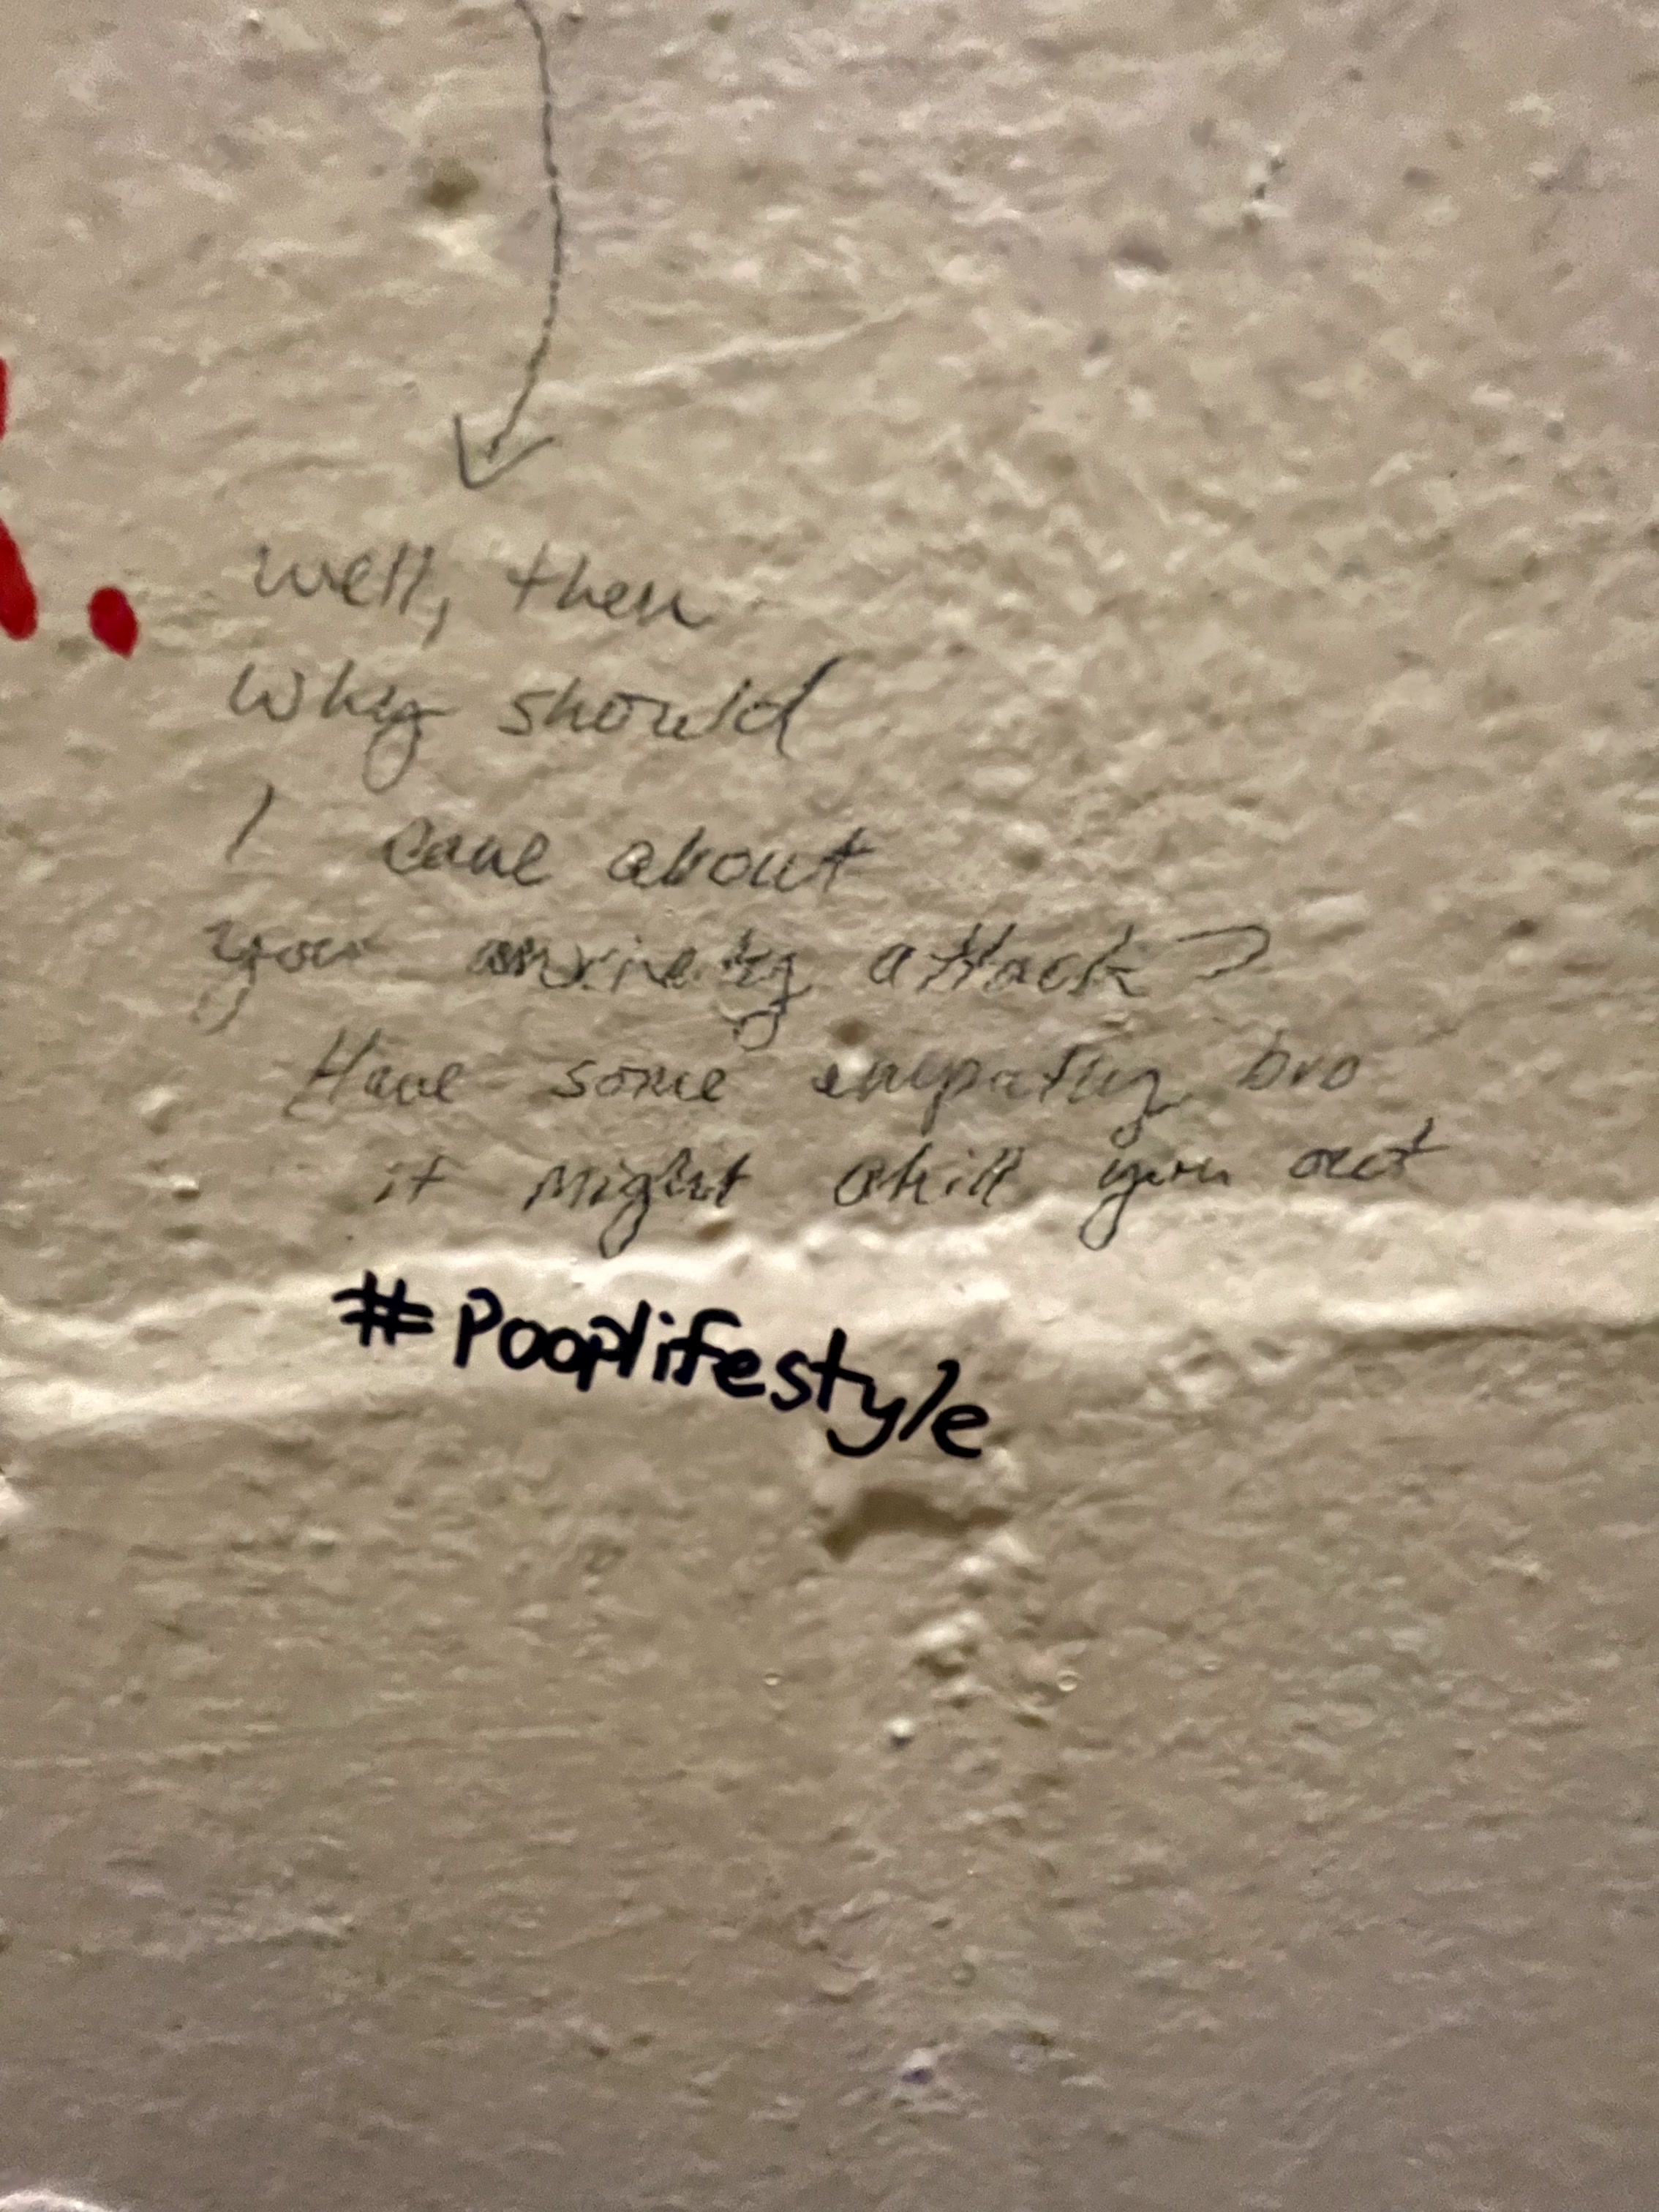 well, then
why should
I care about
your anxiety attack?
Have some empathy bro
it might chill you out
#Pooplifestyle